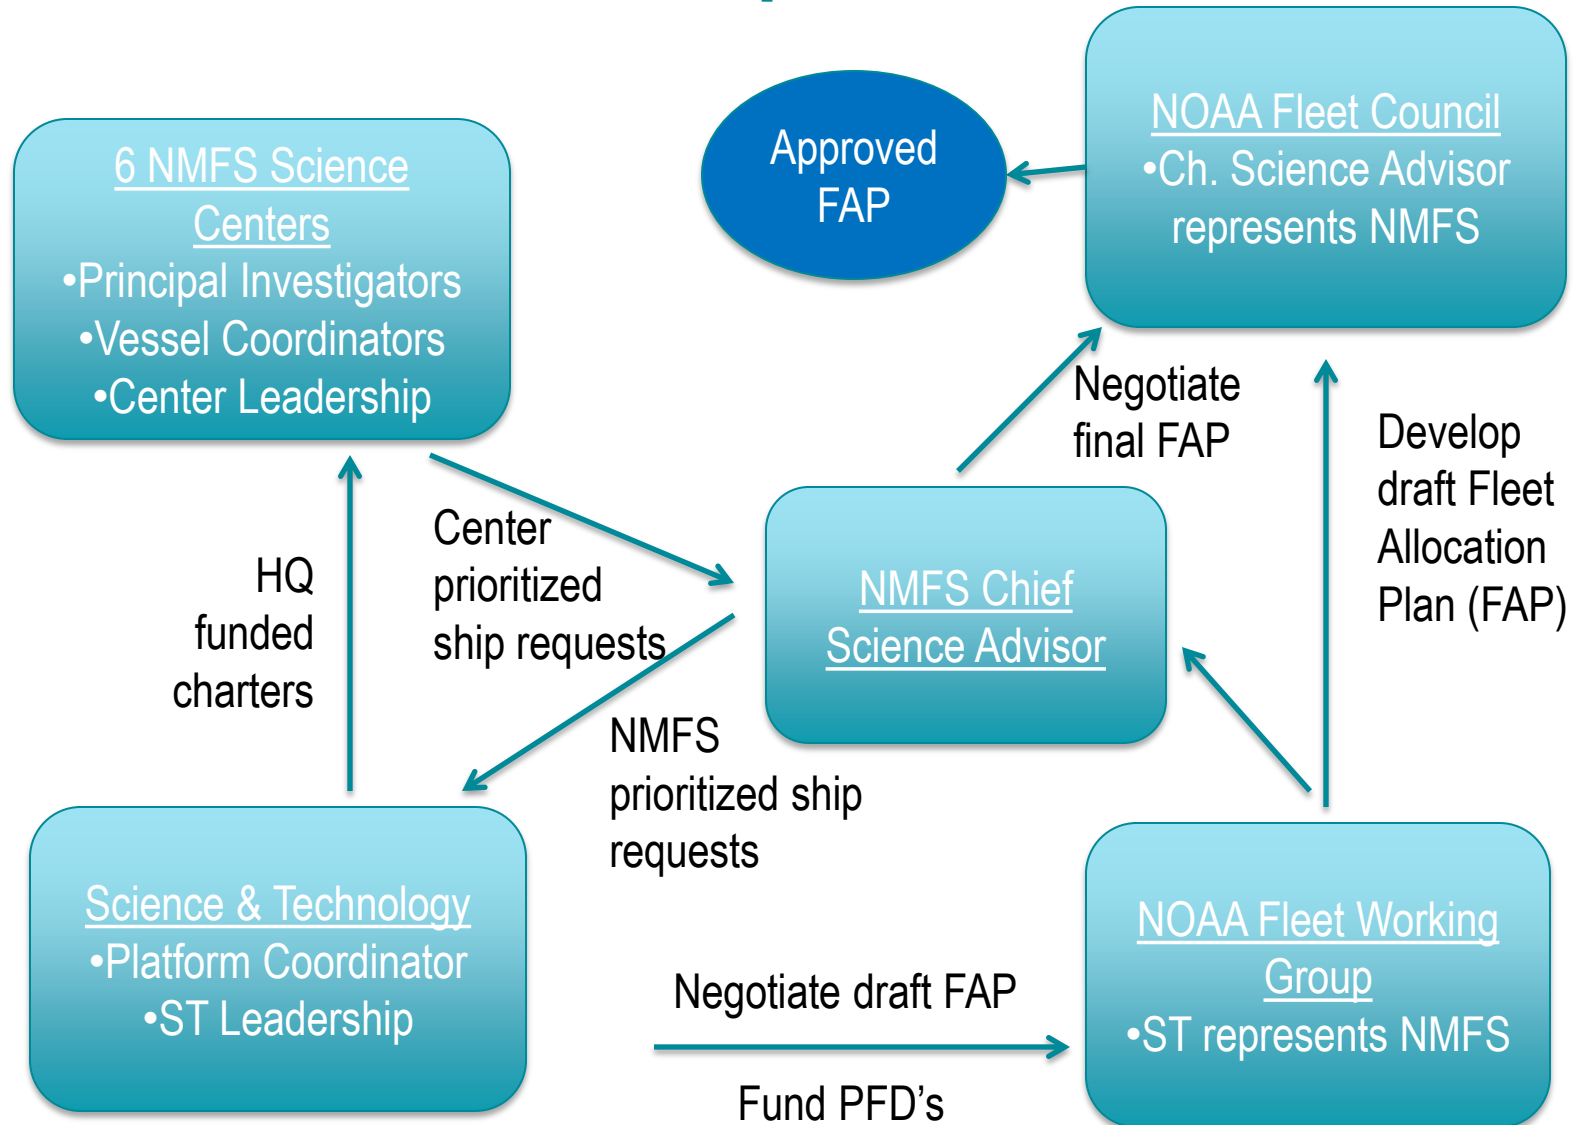 6 NMFS Science
Centers
•Principal Investigators
•Vessel Coordinators
•Center Leadership
Approved
FAP
NOAA Fleet Council
•Ch. Science Advisor
represents NMFS
HQ
funded
charters
Center
prioritized
ship requests
Negotiate
final FAP
Develop
draft Fleet
Allocation
Plan (FAP)
NMFS Chief
Science Advisor
NMFS
prioritized ship
requests
Science & Technology
•Platform Coordinator
•ST Leadership
Negotiate draft FAP
Fund PFD’s
NOAA Fleet Working
Group
•ST represents NMFS